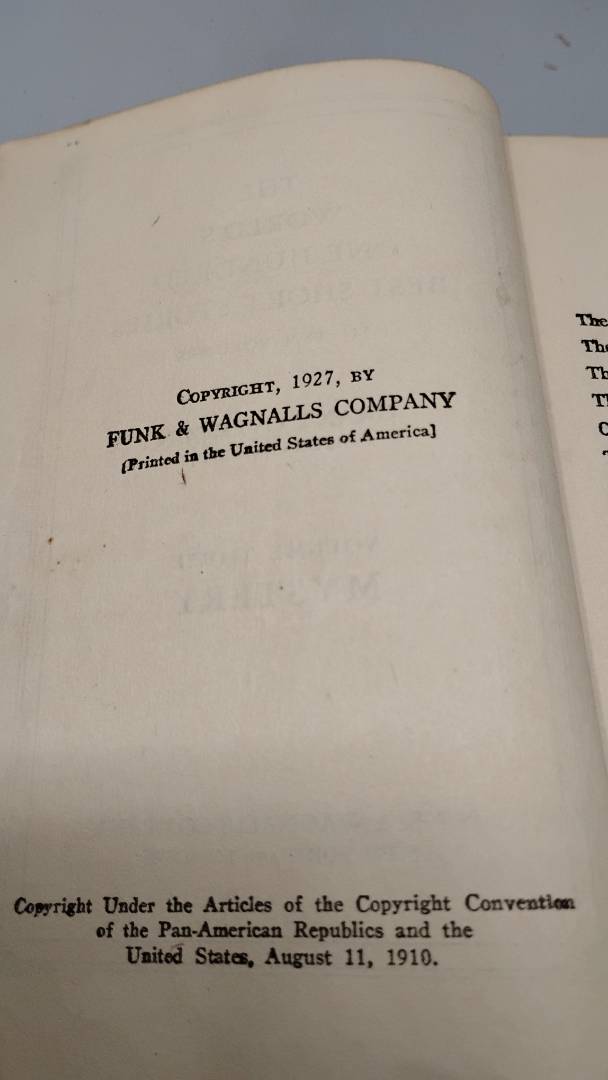 COPYRIGHT, 1927, BY
FUNK & WAGNALLS COMPANY
[Printed in the United States of America]
Copyright Under the Articles of the Copyright Convention
of the Pan-American Republics and the
United States, August 11, 1910.
The